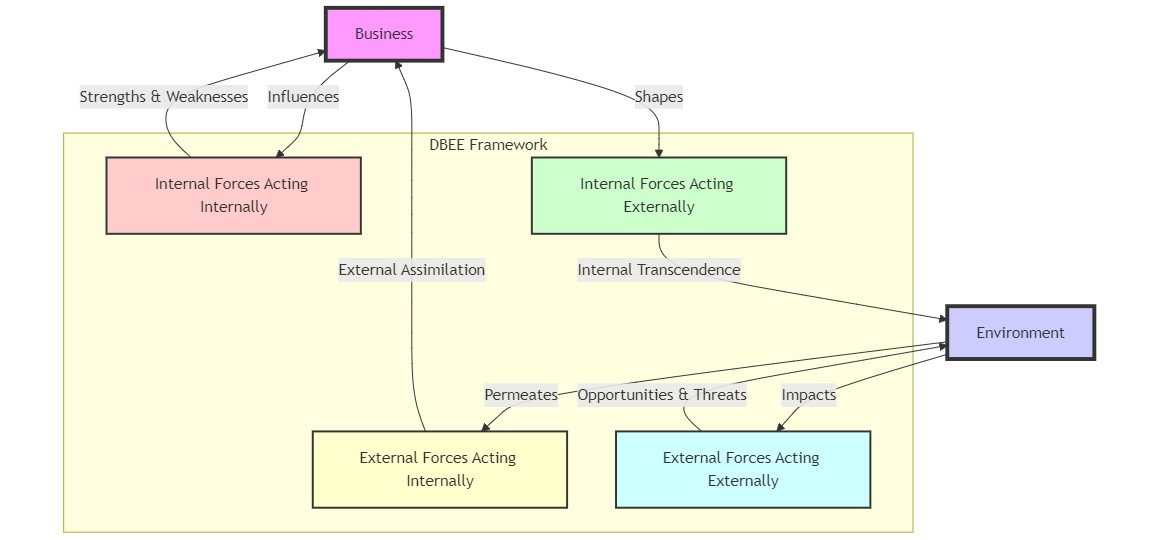 Business
Strengths & Weaknesses
Influences
Shapes
DBEE Framework
Internal Forces Acting
Internally
Internal Forces Acting
Externally
External Assimilation
Internal Transcendence
Environment
Permeates
Opportunities & Threats
Impacts
External Forces Acting
Internally
External Forces Acting
Externally